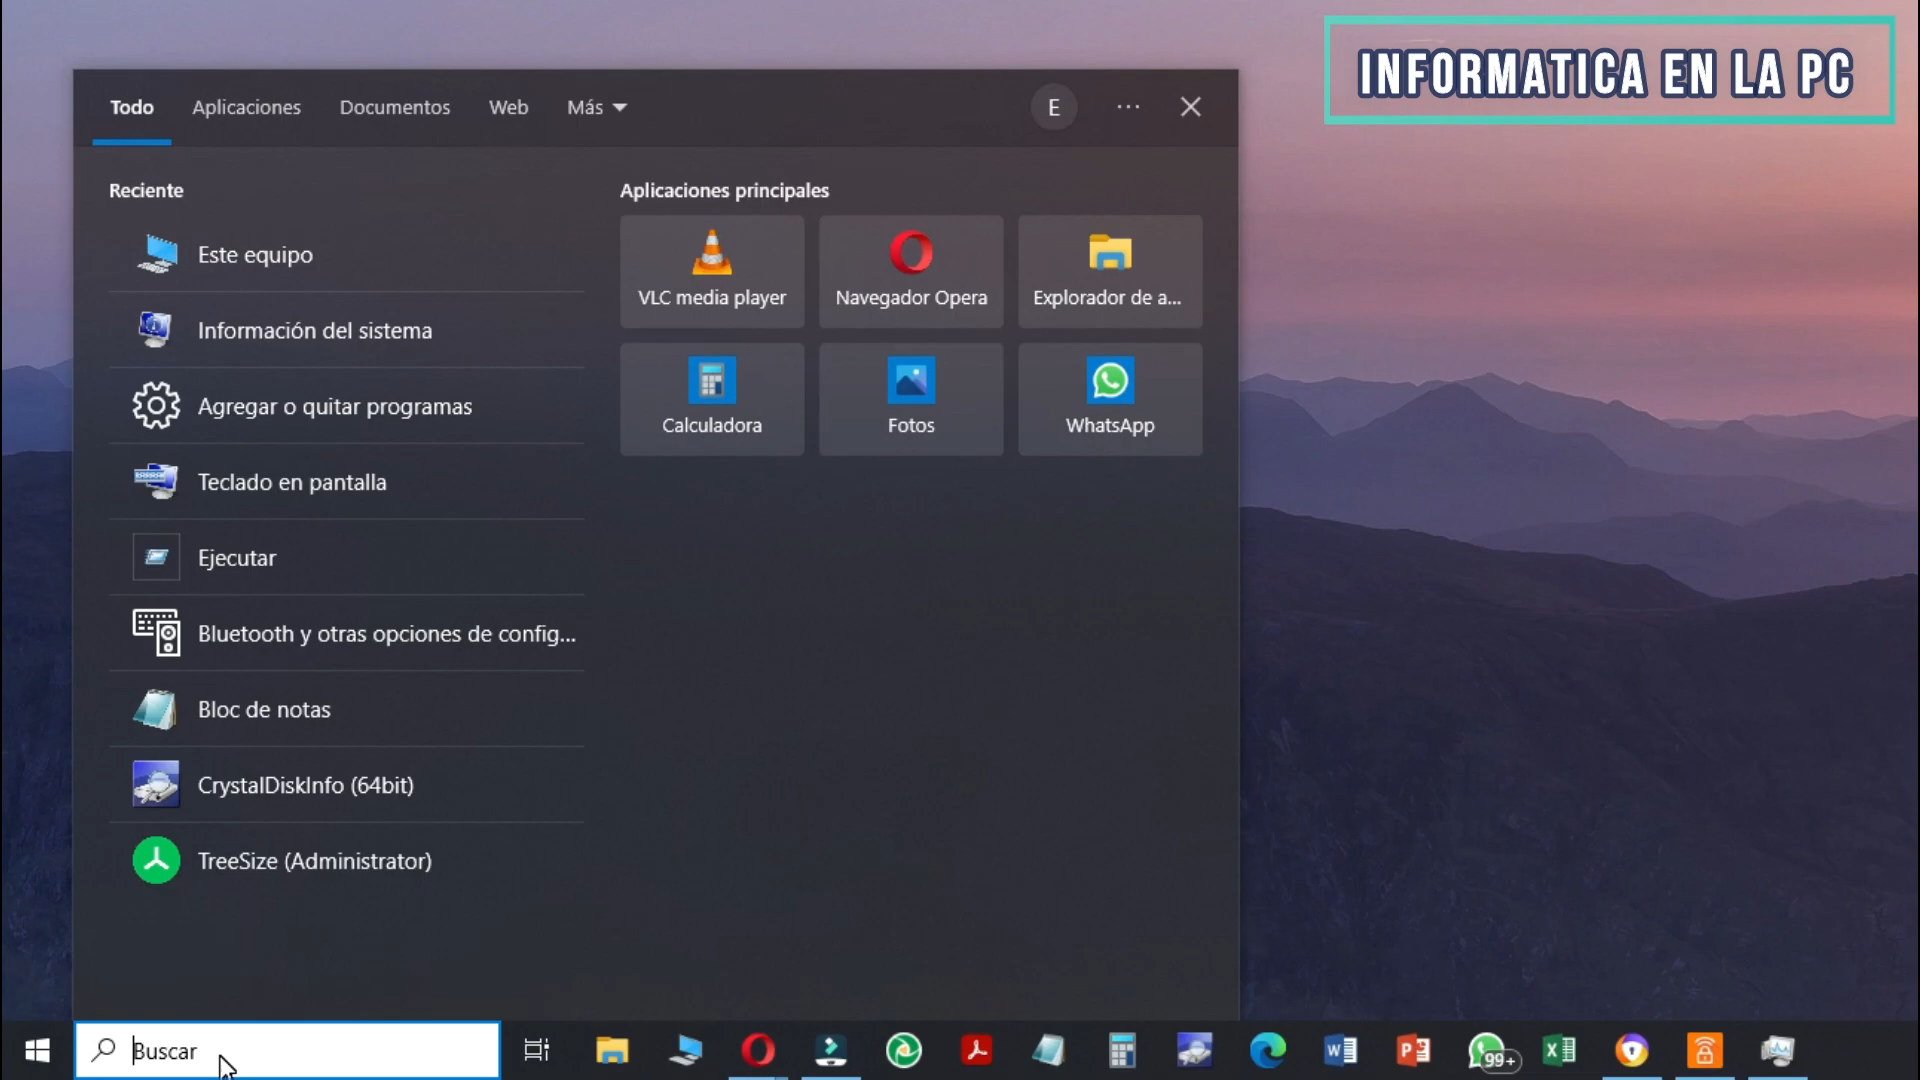 INFORMATICA EN LA PC
Todo
Aplicaciones
Documentos
Web
Más
E
Reciente
Este equipo
Información del sistema
Agregar o quitar programas
Teclado en pantalla
Ejecutar
Bluetooth y otras opciones de config...
Bloc de notas
CrystalDiskInfo (64bit)
TreeSize (Administrator)
Aplicaciones principales
VLC media player
Navegador Opera
Explorador de a...
Calculadora
Fotos
WhatsApp
Buscar
99+